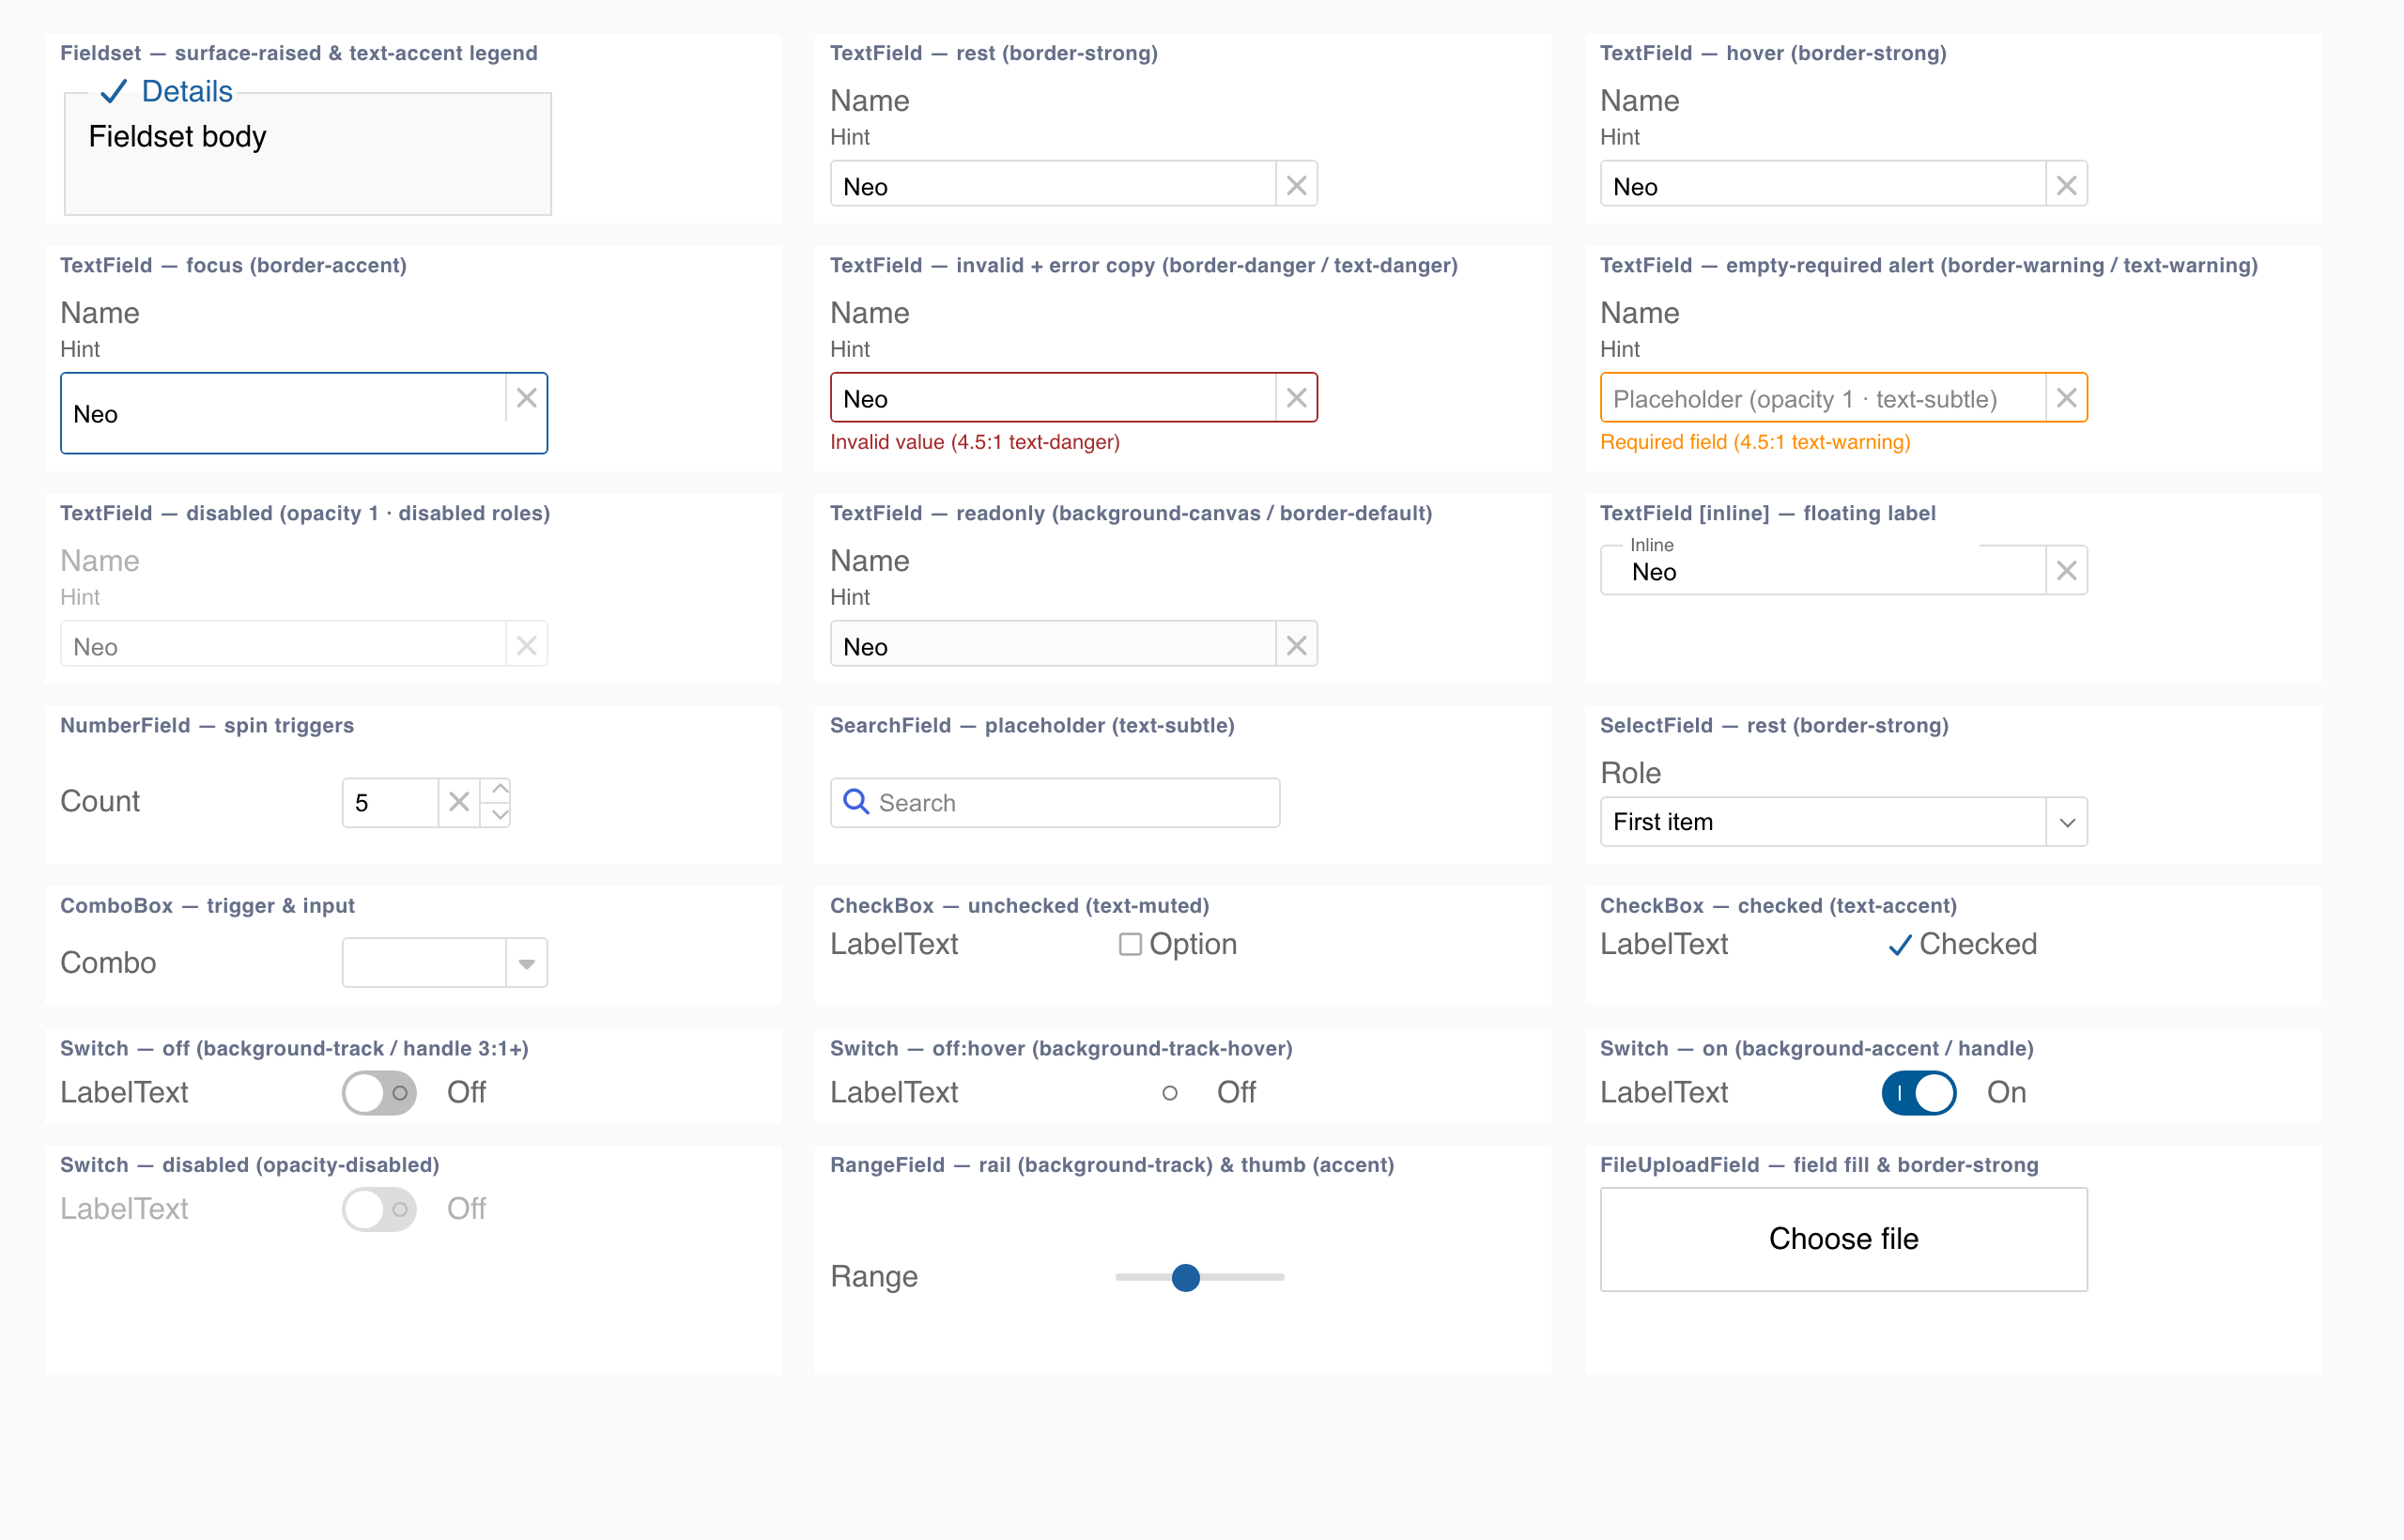 Fieldset — surface-raised & text-accent legend
Details
Fieldset body
TextField — rest (border-strong)
Name
Hint
Neo
TextField — hover (border-strong)
Name
Hint
Neo
TextField — focus (border-accent)
Name
Hint
Neo
TextField — invalid + error copy (border-danger / text-danger)
Name
Hint
Neo
Invalid value (4.5:1 text-danger)
TextField — empty-required alert (border-warning / text-warning)
Name
Hint
Placeholder (opacity 1 · text-subtle)
Required field (4.5:1 text-warning)
TextField — disabled (opacity 1 · disabled roles)
Name
Hint
Neo
TextField — readonly (background-canvas / border-default)
Name
Hint
Neo
TextField [inline] — floating label
Inline
Neo
NumberField — spin triggers
Count
5
SearchField — placeholder (text-subtle)
Search
SelectField — rest (border-strong)
Role
First item
ComboBox — trigger & input
Combo
CheckBox — unchecked (text-muted)
LabelText
Option
CheckBox — checked (text-accent)
LabelText
Checked
Switch — off (background-track / handle 3:1+)
LabelText
Off
Switch — off:hover (background-track-hover)
LabelText
Off
Switch — on (background-accent / handle)
LabelText
On
Switch — disabled (opacity-disabled)
LabelText
Off
RangeField — rail (background-track) & thumb (accent)
Range
FileUploadField — field fill & border-strong
Choose file